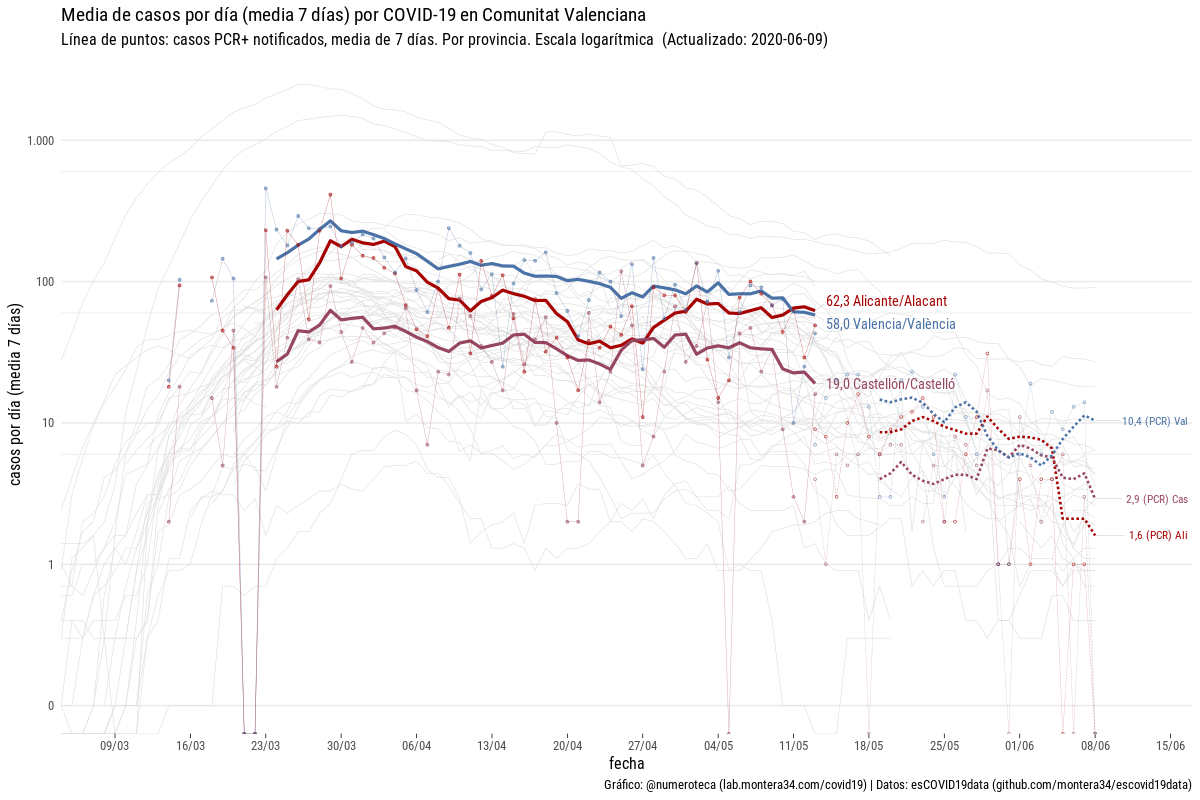 Media de casos por día (media 7 días) por COVID-19 en Comunitat Valenciana
Línea de puntos: casos PCR+ notificados, media de 7 días. Por provincia. Escala logarítmica  (Actualizado: 2020-06-09)
casos por día (media 7 días)
1.000
100
10
1
0
62,3 Alicante/Alacant
58,0 Valencia/València
19,0 Castellón/Castelló
10,4 (PCR) Val
2,9 (PCR) Cas
1,6 (PCR) Ali
09/03 16/03 23/03 30/03 06/04 13/04 20/04 27/04 04/05 11/05 18/05 25/05 01/06 08/06 15/06
fecha
Gráfico: @numeroteca (lab.montera34.com/covid19) | Datos: esCOVID19data (github.com/montera34/escovid19data)